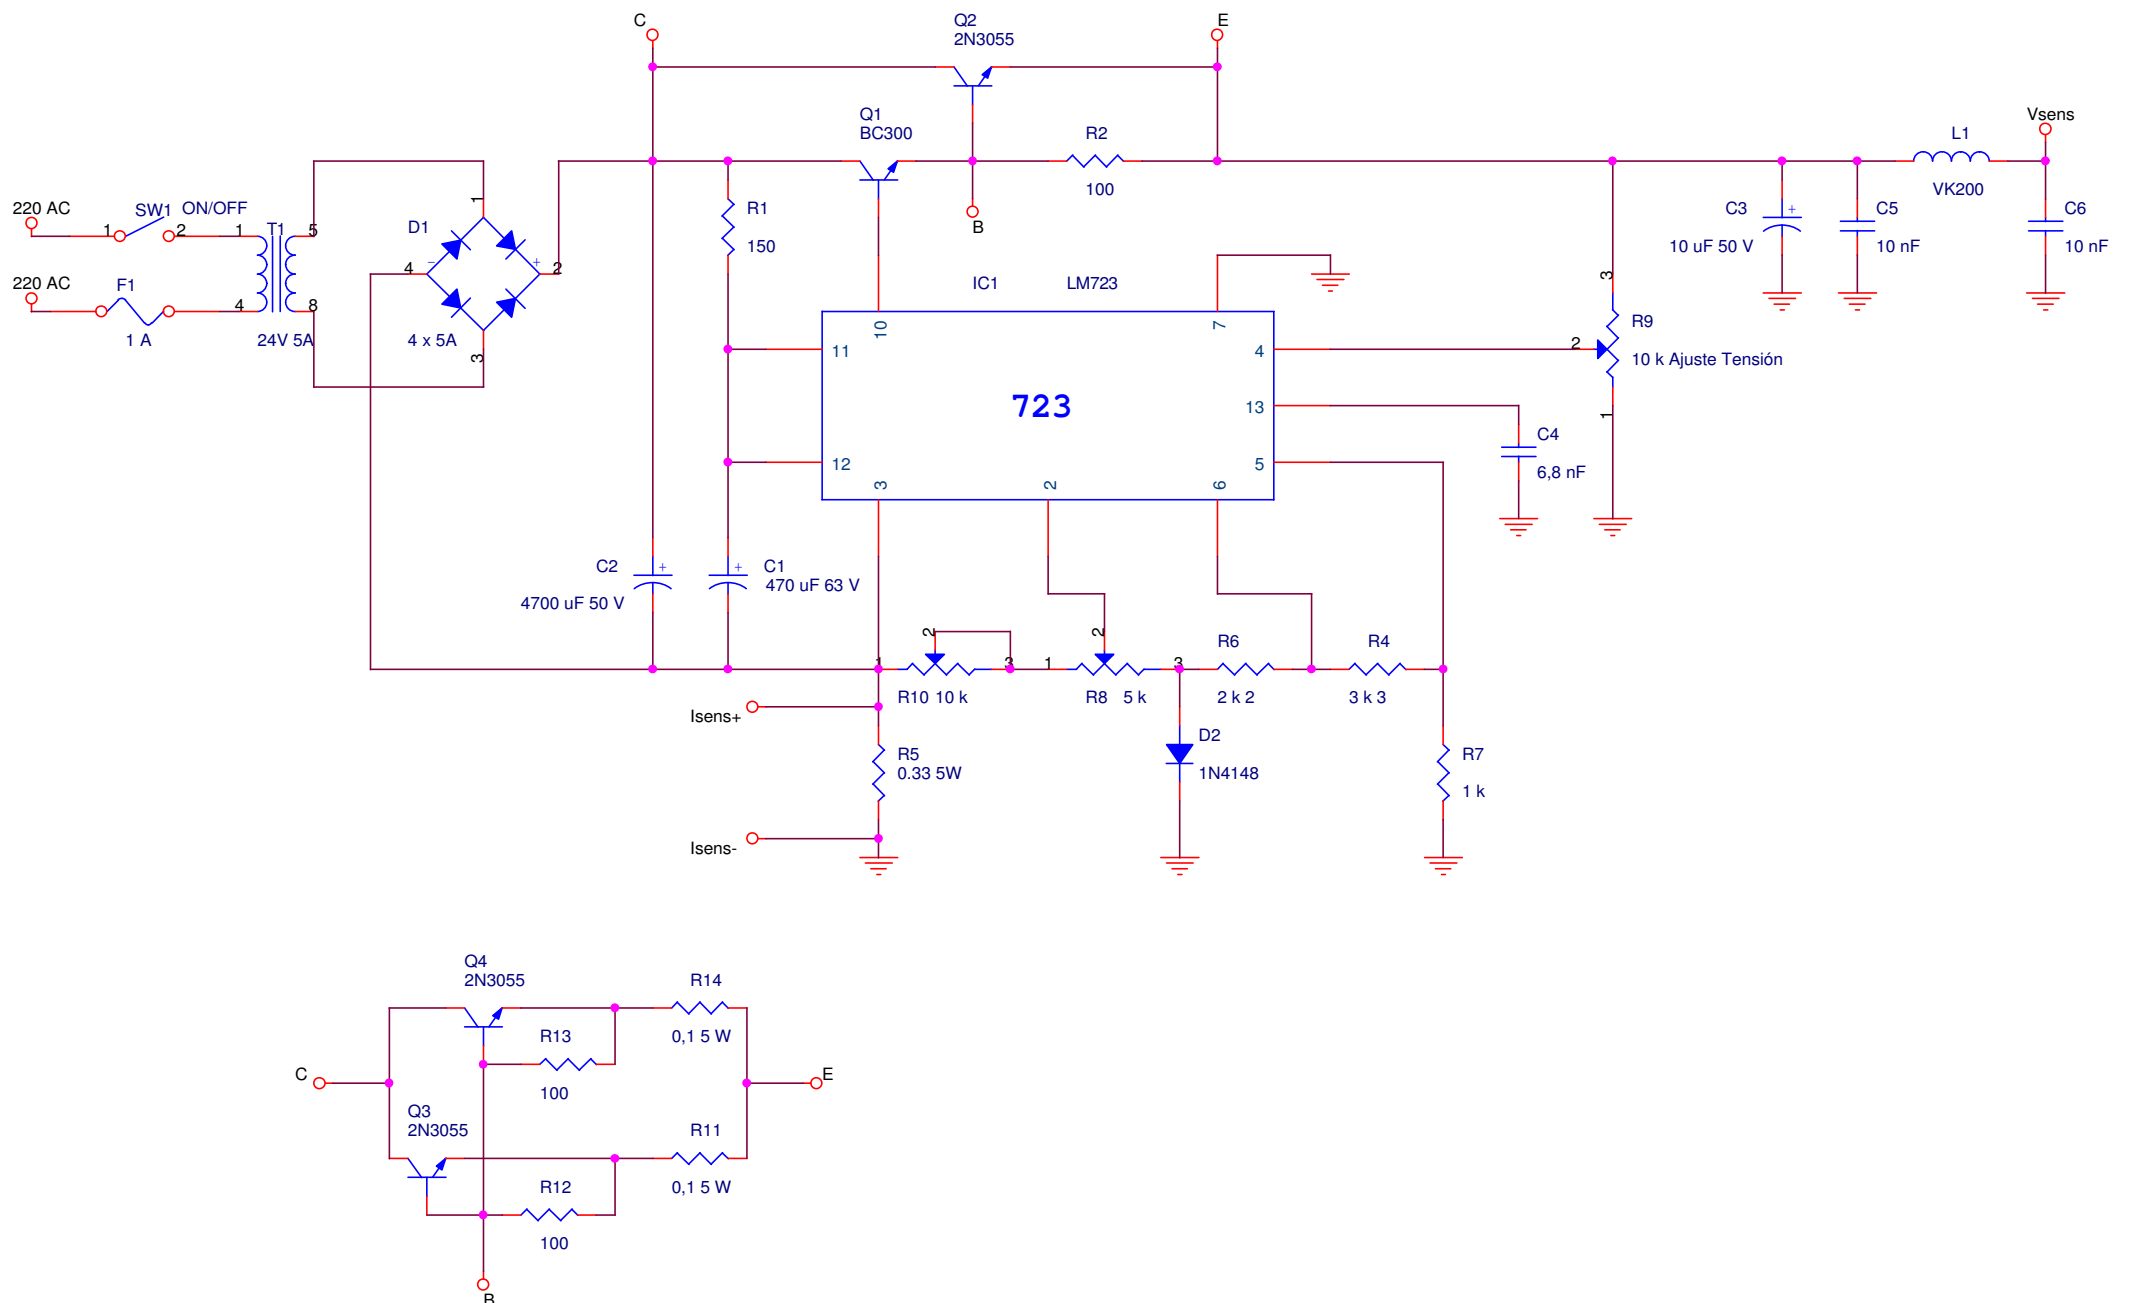 C
Q2
2N3055
E
Q1
BC300
R2
100
B
Vsens
L1
VK200
220 AC
SW1 ON/OFF
1
2
1
T1
5
220 AC
F1
1 A
4
8
24V 5A
D1
1
4
-
+
2
4 x 5A
3
R1
150
C3
+
10 uF 50 V
C5
10 nF
C6
10 nF
IC1
LM723
10
7
11
4
723
13
12
5
3
2
6
3
2
R9
10 k Ajuste Tensión
1
C4
6,8 nF
C2
+
4700 uF 50 V
C1
+
470 uF 63 V
1
2
3
R10 10 k
1
2
3
R8 5 k
R6
2 k 2
R4
3 k 3
Isens+
R5
0.33 5W
Isens-
D2
1N4148
R7
1 k
Q4
2N3055
R14
0,1 5 W
R13
100
C
E
Q3
2N3055
R11
0,1 5 W
R12
100
B